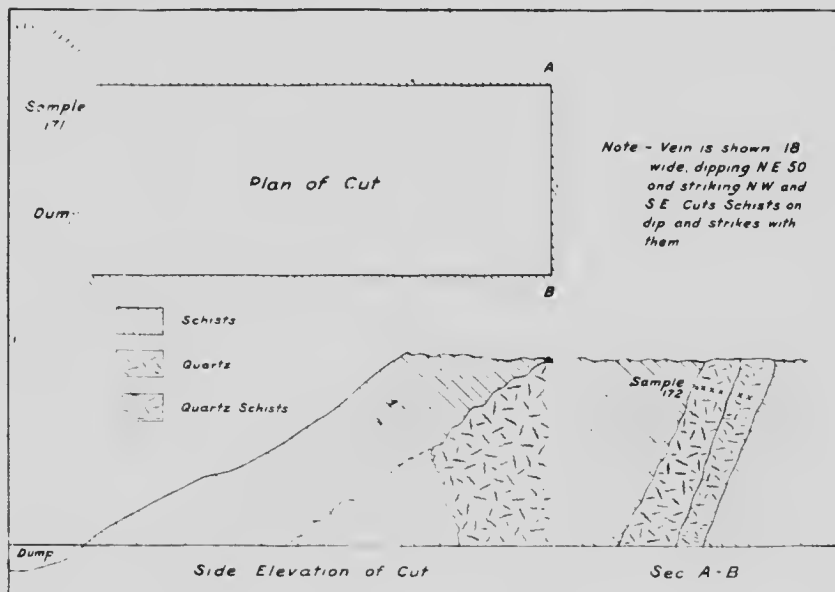 A
Sample
171
Plan of Cut
Note - Vein is shown 18
wide, dipping NE 50
and striking NW and
SE Cuts Schists on
dip and strikes with
them
Dum
B
Schists
Quartz
Quartz Schists
Sample
172
Dump
Side Elevation of Cut
Sec A-B